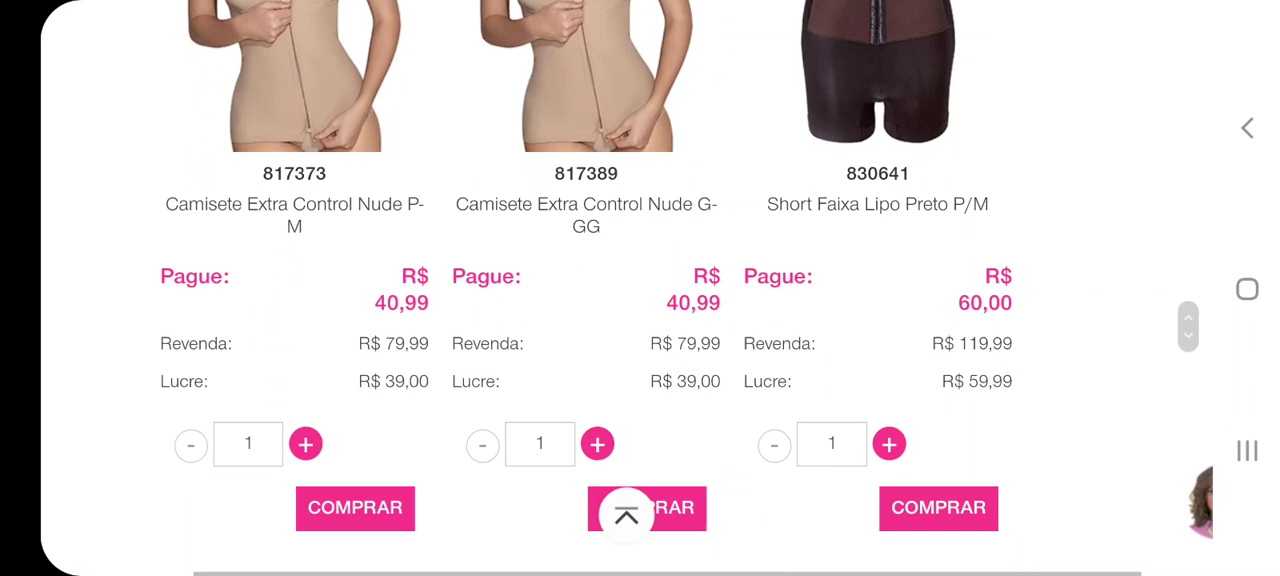 817373
Camisete Extra Control Nude P-
M
Pague: R$
40,99
Revenda: R$ 79,99
Lucre: R$ 39,00
- 1 +
COMPRAR
817389
Camisete Extra Control Nude G-
GG
Pague: R$
40,99
Revenda: R$ 79,99
Lucre: R$ 39,00
- 1 +
RAR
830641
Short Faixa Lipo Preto P/M
Pague: R$
60,00
Revenda: R$ 119,99
Lucre: R$ 59,99
- 1 +
COMPRAR